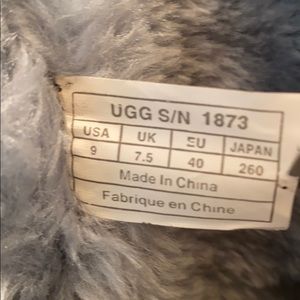 UGG S/N 1873
USA UK EU JAPAN
9 7.5 40 260
Made In China
Fabrique en Chine